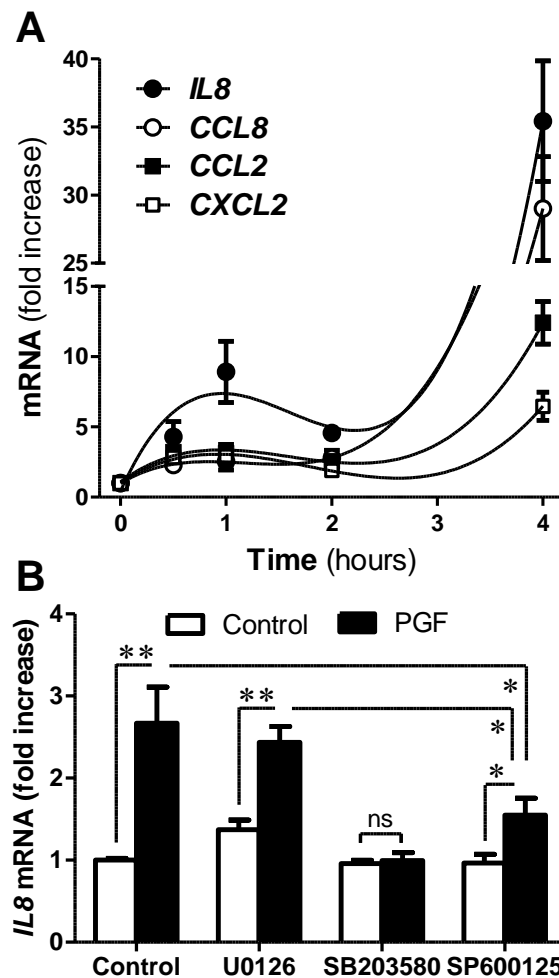 A
mRNA (fold increase)
40
35
30
25
15
10
5
0
IL8
CCL8
CCL2
CXCL2
0 1 2 3 4
Time (hours)
B
IL8 mRNA (fold increase)
4
3
2
1
0
Control PGF
**
**
*
*
*
ns
Control U0126 SB203580 SP600125